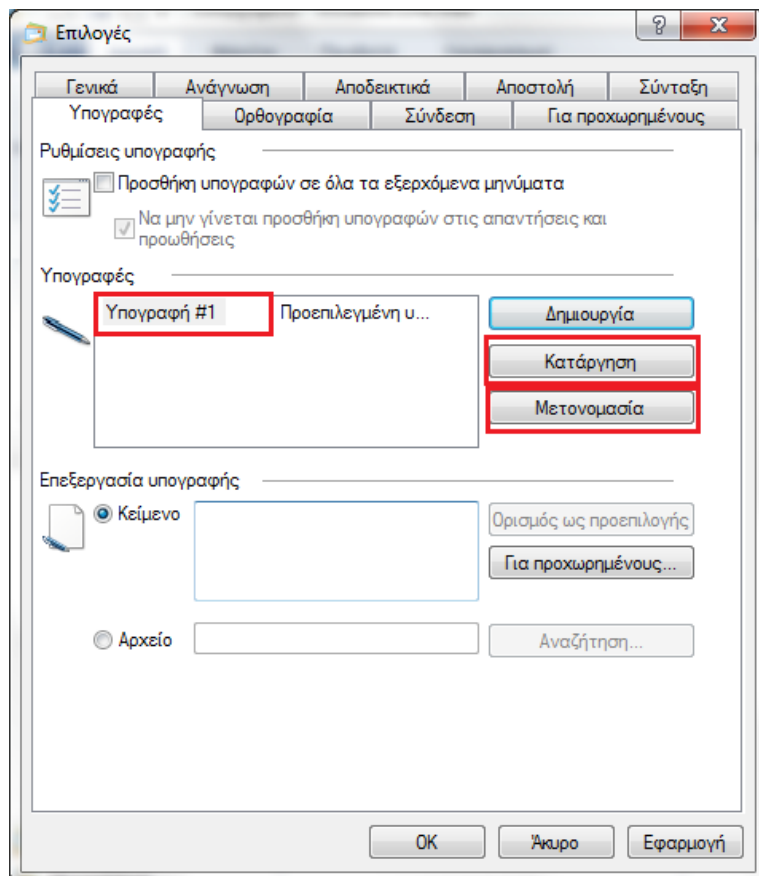 Επιλογές
Γενικά Ανάγνωση Αποδεικτικά Αποστολή Σύνταξη
Υπογραφές Ορθογραφία Σύνδεση Για προχωρημένους
Ρυθμίσεις υπογραφής
Προσθήκη υπογραφών σε όλα τα εξερχόμενα μηνύματα
Να μην γίνεται προσθήκη υπογραφών στις απαντήσεις και
προωθήσεις
Υπογραφές
Υπογραφή #1 Προεπιλεγμένη υ... Δημιουργία
Κατάργηση
Μετονομασία
Επεξεργασία υπογραφής
Κείμενο Ορισμός ως προεπιλογής
Για προχωρημένους...
Αρχείο Αναζήτηση...
OK Άκυρο Εφαρμογή